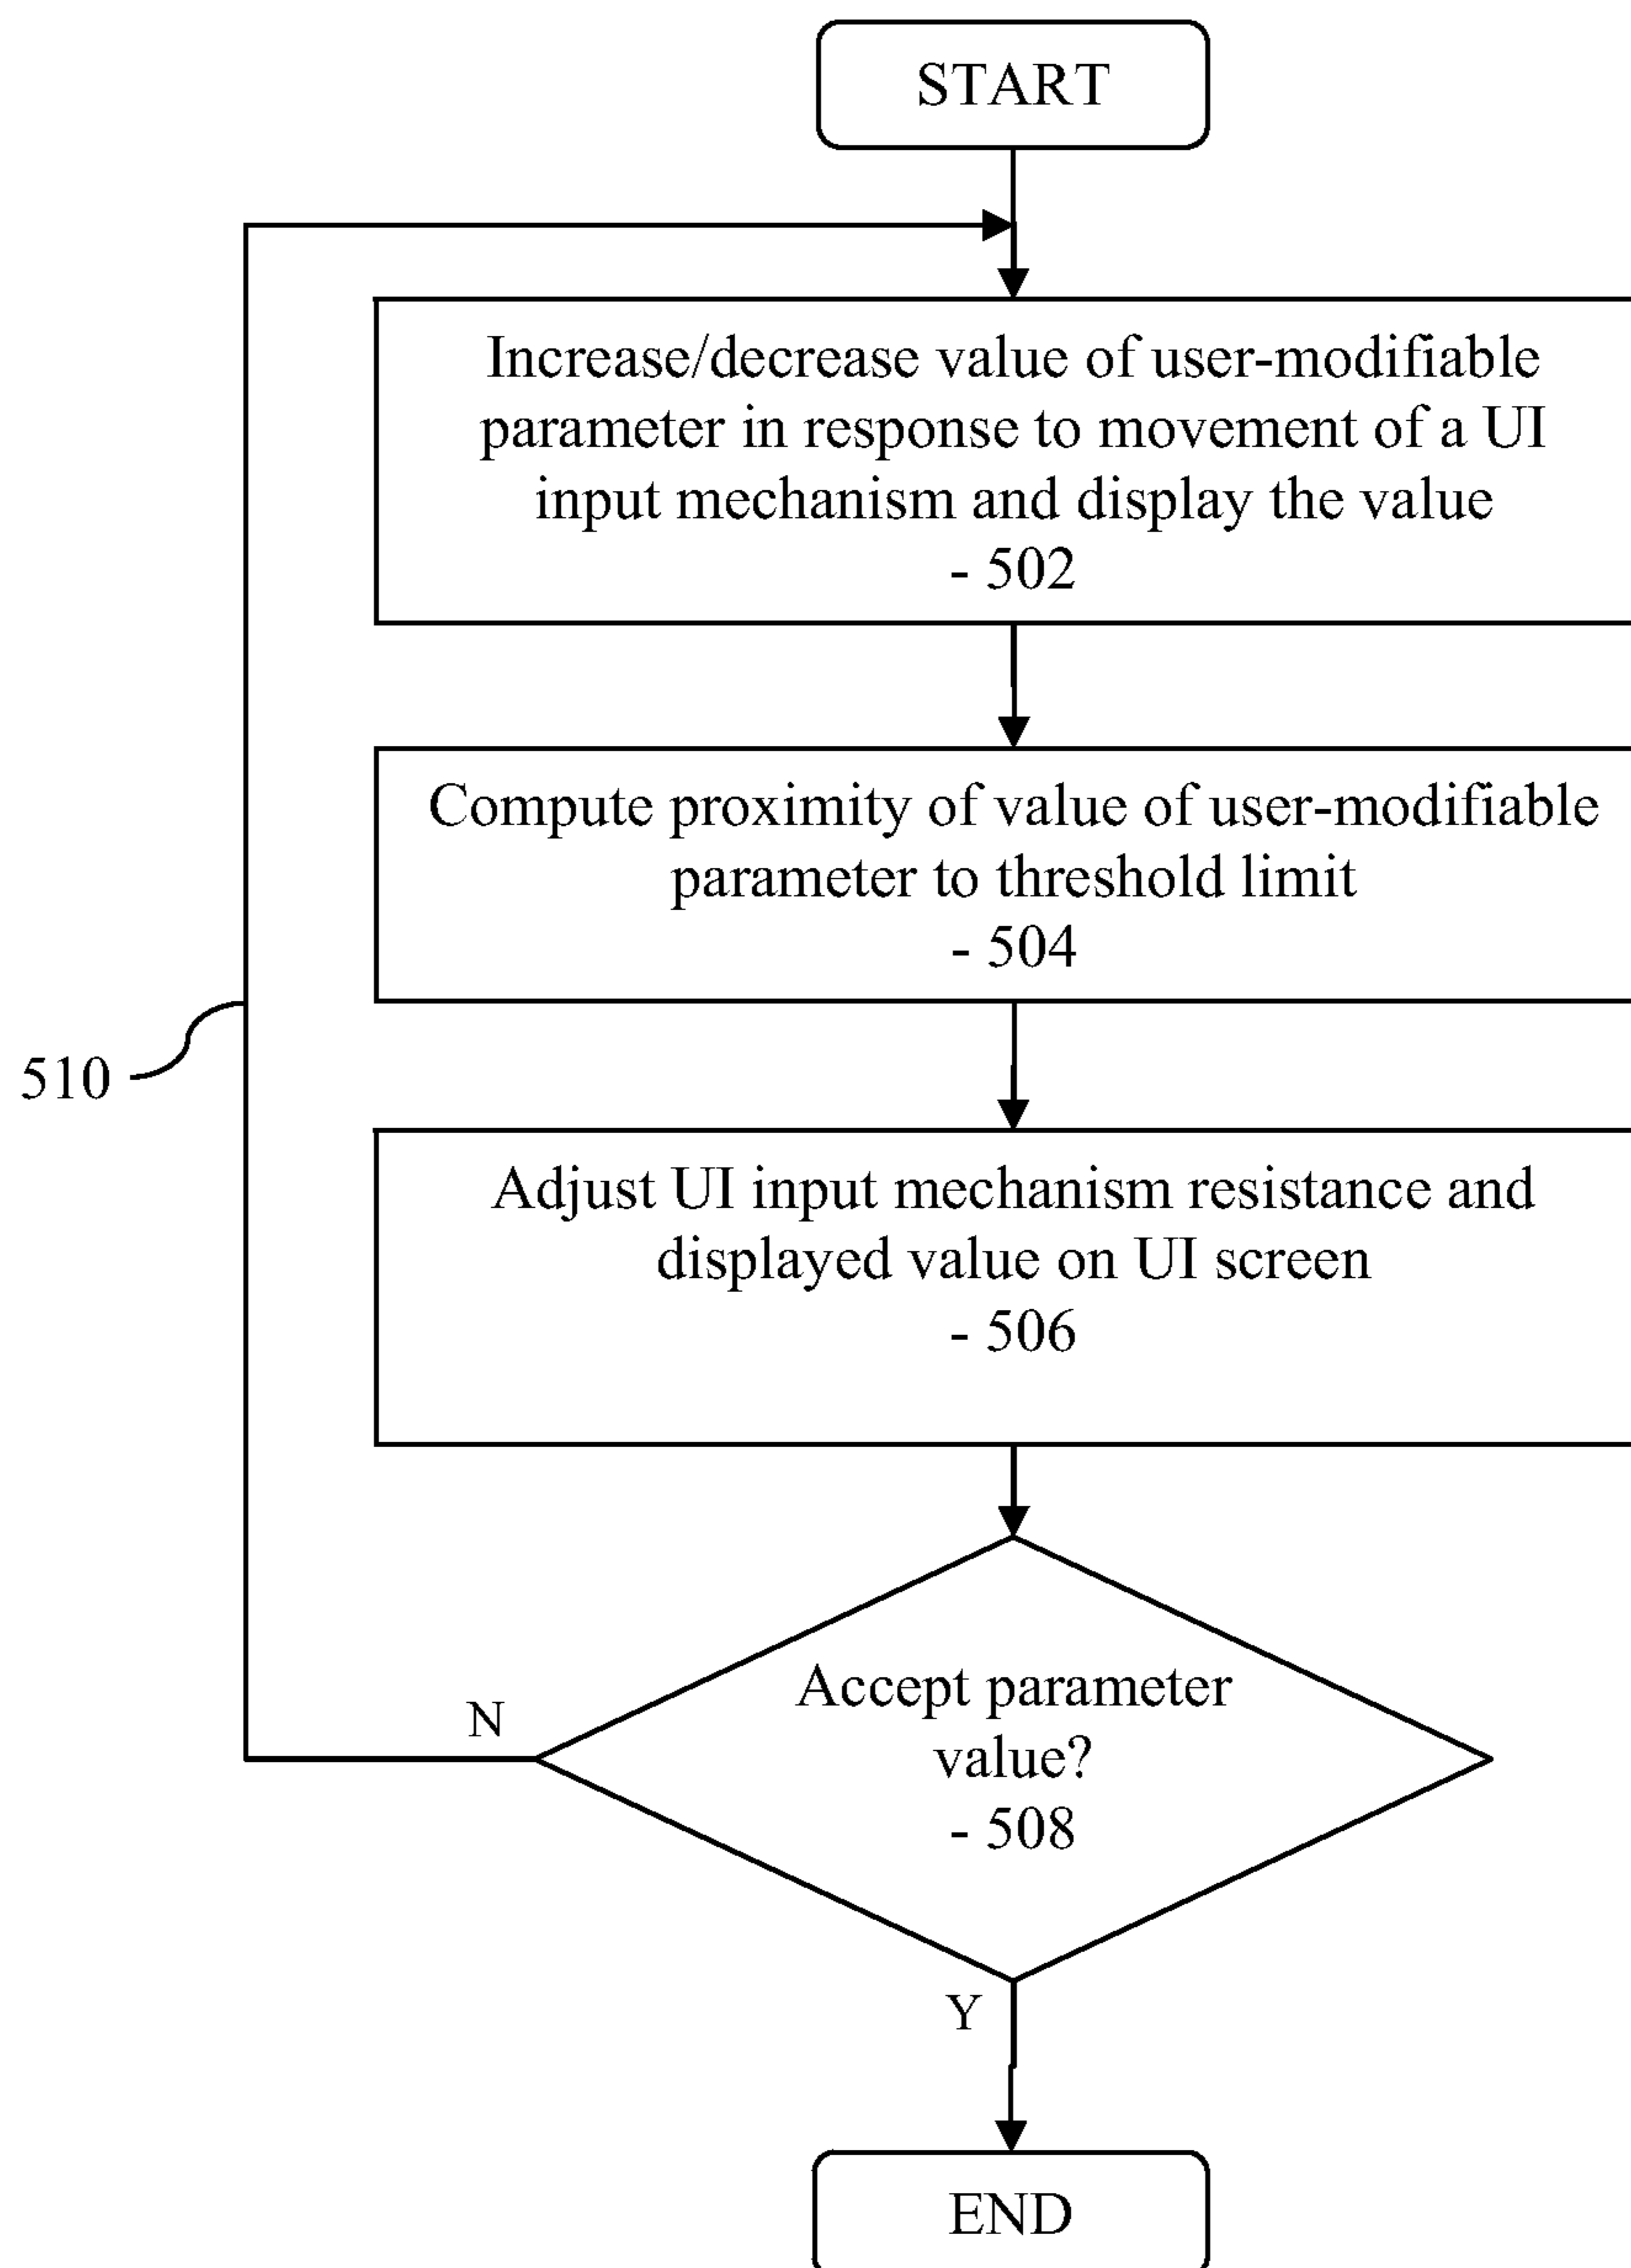 START
Increase/decrease value of user-modifiable
parameter in response to movement of a UI
input mechanism and display the value
- 502
Compute proximity of value of user-modifiable
parameter to threshold limit
- 504
510
Adjust UI input mechanism resistance and
displayed value on UI screen
- 506
Accept parameter
value?
- 508
N
Y
END